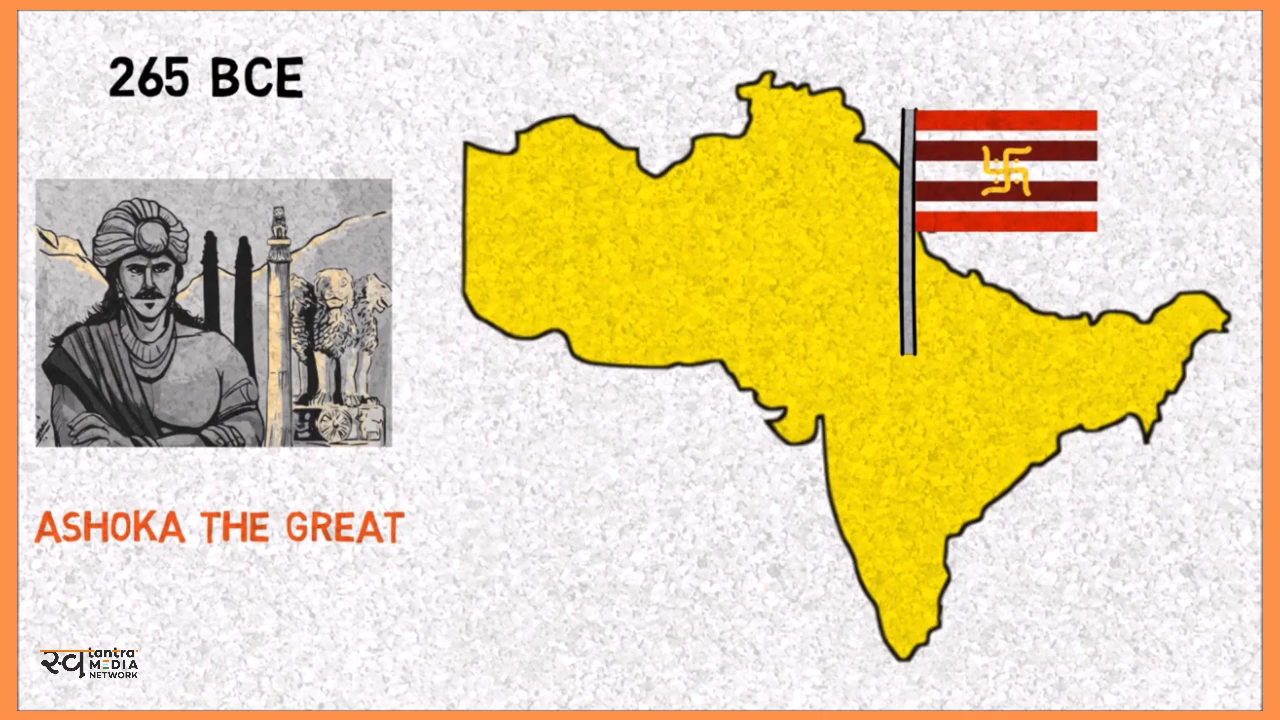 265 BCE
ASHOKA THE GREAT
स्व tantra
MEDIA
NETWORK